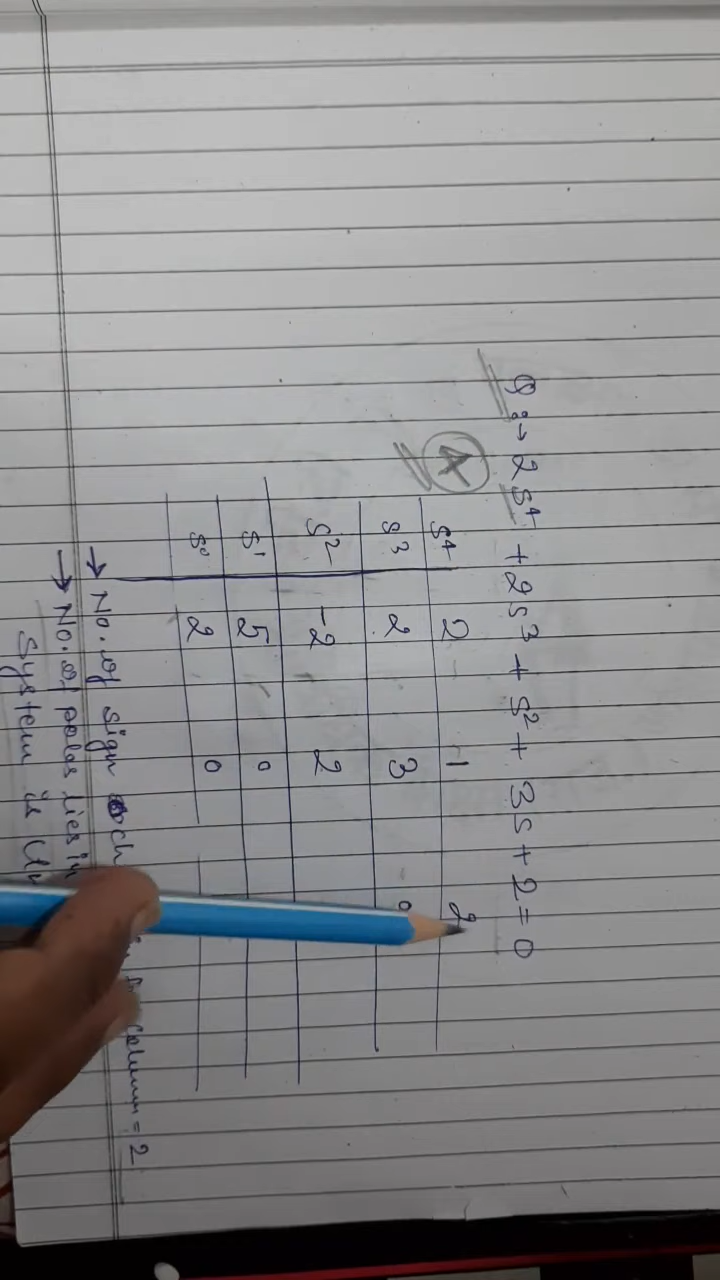 Q:→ 2s⁴ + 2s³ + s² + 3s + 2 = 0
A
s⁴ 2 1 2
s³ 2 3 0
s² -2 2
s¹ 5 0
s⁰ 2 0
→ No. of sign column = 2
→ No. of poles lies in
System is